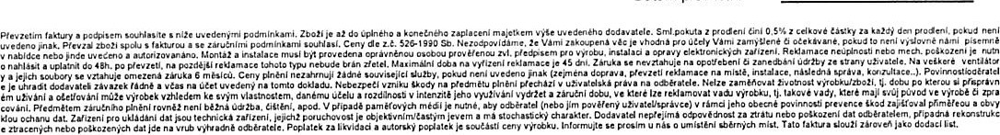 Převzetím faktury a podpisem souhlasíte s níže uvedenými podmínkami. Zboží je až do úplného a konečného zaplacení majetkem výše uvedeného dodavatele. Sml.pokuta z prodlení činí 0,5% z celkové částky za každý den prodlení, pokud není
uvedeno jinak. Převzal zboží spolu s fakturou a se záručními podmínkami souhlasí. Ceny dle z.č. 526-1990 Sb. Nezodpovídáme, že Vámi zakoupená věc je vhodná pro účely Vámi zamýšlené či očekávané, pokud to není výslovně námi písemně
v nabídce nebo jinde uvećeno a autorizováno. Montáž a instalace musí být provedena oprávněnou osobou prověřenou zvl. předpisem pro výrobu, instalaci a opravy elektronických zařízení. Reklamace neúplnosti nebo mech. poškození je nutn
o nahlásit a uplatnit do 48h. po převzetí, na pozdější reklamace tohoto typu nebude brán zřetel. Maximální doba na vyřízení reklamace je 45 dní. Záruka se nevztahuje na opotřebení či zanedbání údržby ze strany uživatele. Na veškeré ventilátor
y a jejich soubory se vztahuje omezená záruka 6 měsíců. Ceny plnění nezahrnují žádné související služby, pokud není uvedeno jinak (zejména doprava, převzetí reklamace na místě, instalace, následná správa, konzultace..). Povinnostíodběratel
e je uhradit dodavateli závazek řádně a včas na účet uvedený na tomto dokladu. Nebezpečí vzniku škody na předmětu plnění přechází v uživatelská práva na odběratele. Nelze zaměňovat životnost výrobku/zboží, tj. dobu po kterou si přisprávn
ém užívání a ošetřování může výrobek vzhledem ke svým vlastnostem, danému účelu a rozdílnosti v intenzitě jeho využívání vydržet a záruční dobu, ve které lze reklamovat vadu výrobku, tj. takové vady, které mají svůj původ ve výrobě či zpra
cování. Předmětem záručního plnění rovněž není běžná údržba, čištění, apod. V případě paměťových médií je nutné, aby odběratel (nebo jím pověřený uživatel/správce) v rámci jeho obecné povinnosti prevence škod zajišťoval přiměřenou a obvy
klou ochanu dat. Zařízení pro ukládání dat jsou technická zařízení, jejichž poruchovost je objektivním/častým jevem a má stochastický charakter. Dodavatel nepřejímá odpovědnost za ztrátu nebo poškození dat odběratelem, případná rekonstrukc
e ztracených nebo poškozených dat jde na vrub výhradně odběratele. Poplatek za likvidaci a autorský poplatek je součástí ceny výrobku. Informujte se prosím u nás o umístění sběrných míst. Tato faktura slouží zároveň jako dodací list.